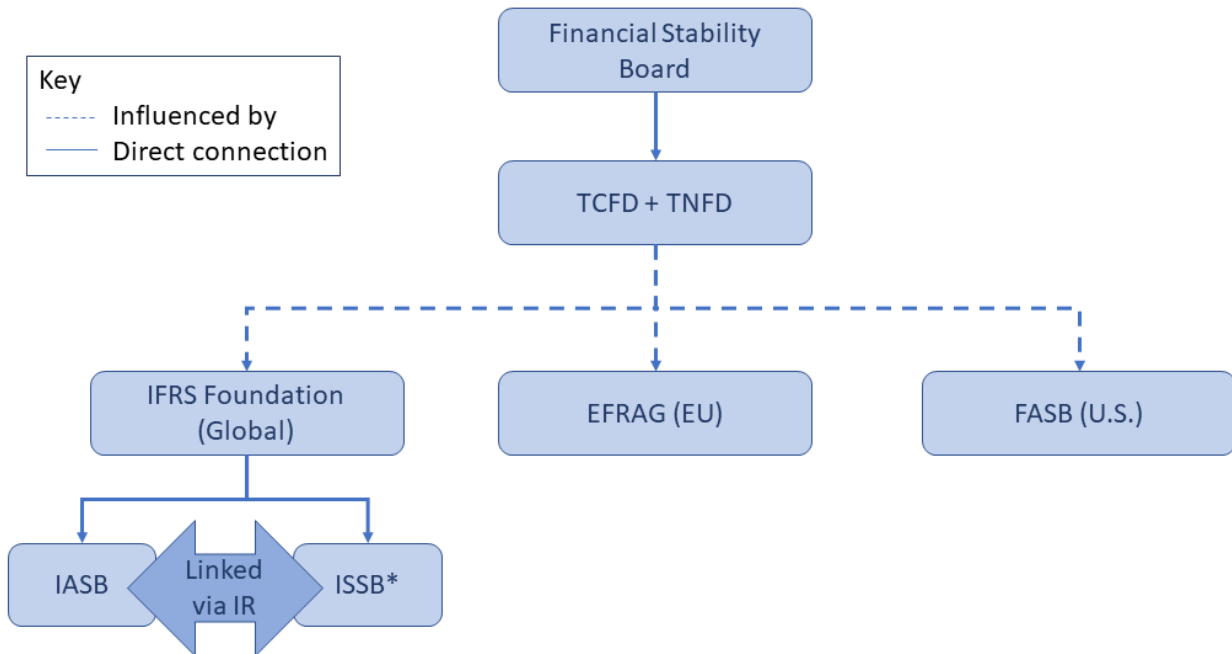 Financial Stability
Board
Key
Influenced by
Direct connection
TCFD + TNFD
IFRS Foundation
(Global)
EFRAG (EU)
FASB (U.S.)
IASB
Linked
via IR
ISSB*